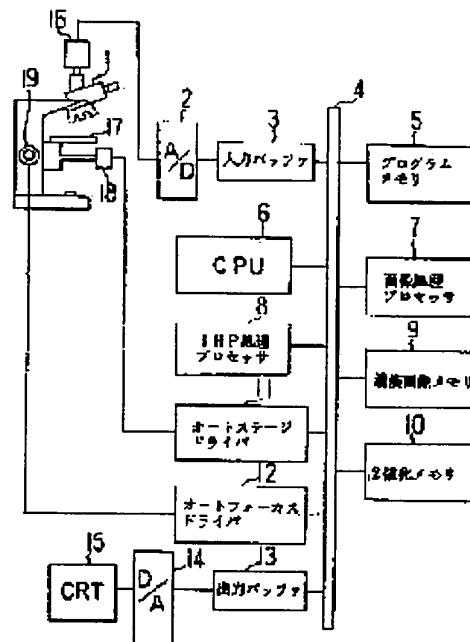 16
1
19
17
18
2
A/D
3
入力バッファ
4
5
プログラム
メモリ
6
CPU
7
画像処理
プロセッサ
8
IHP処理
プロセッサ
9
濃淡画像メモリ
11
オートステージ
ドライバ
10
2値化メモリ
12
オートフォーカス
ドライバ
15
CRT
14
D/A
13
出力バッファ